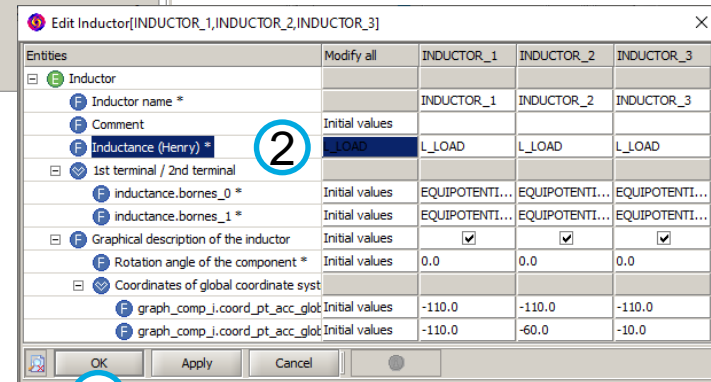 Edit Inductor[INDUCTOR_1,INDUCTOR_2,INDUCTOR_3]
Entities Modify all INDUCTOR_1 INDUCTOR_2 INDUCTOR_3
E Inductor
F Inductor name * INDUCTOR_1 INDUCTOR_2 INDUCTOR_3
F Comment Initial values
F Inductance (Henry) * 2 L_LOAD L_LOAD L_LOAD L_LOAD
1st terminal / 2nd terminal
F inductance.bornes_0 * Initial values EQUIPOTENTI... EQUIPOTENTI... EQUIPOTENTI...
F inductance.bornes_1 * Initial values EQUIPOTENTI... EQUIPOTENTI... EQUIPOTENTI...
F Graphical description of the inductor Initial values
F Rotation angle of the component * Initial values 0.0 0.0 0.0
Coordinates of global coordinate syst
F graph_comp_i.coord_pt_acc_glob Initial values -110.0 -110.0 -110.0
F graph_comp_i.coord_pt_acc_glob Initial values -110.0 -60.0 -10.0
OK Apply Cancel